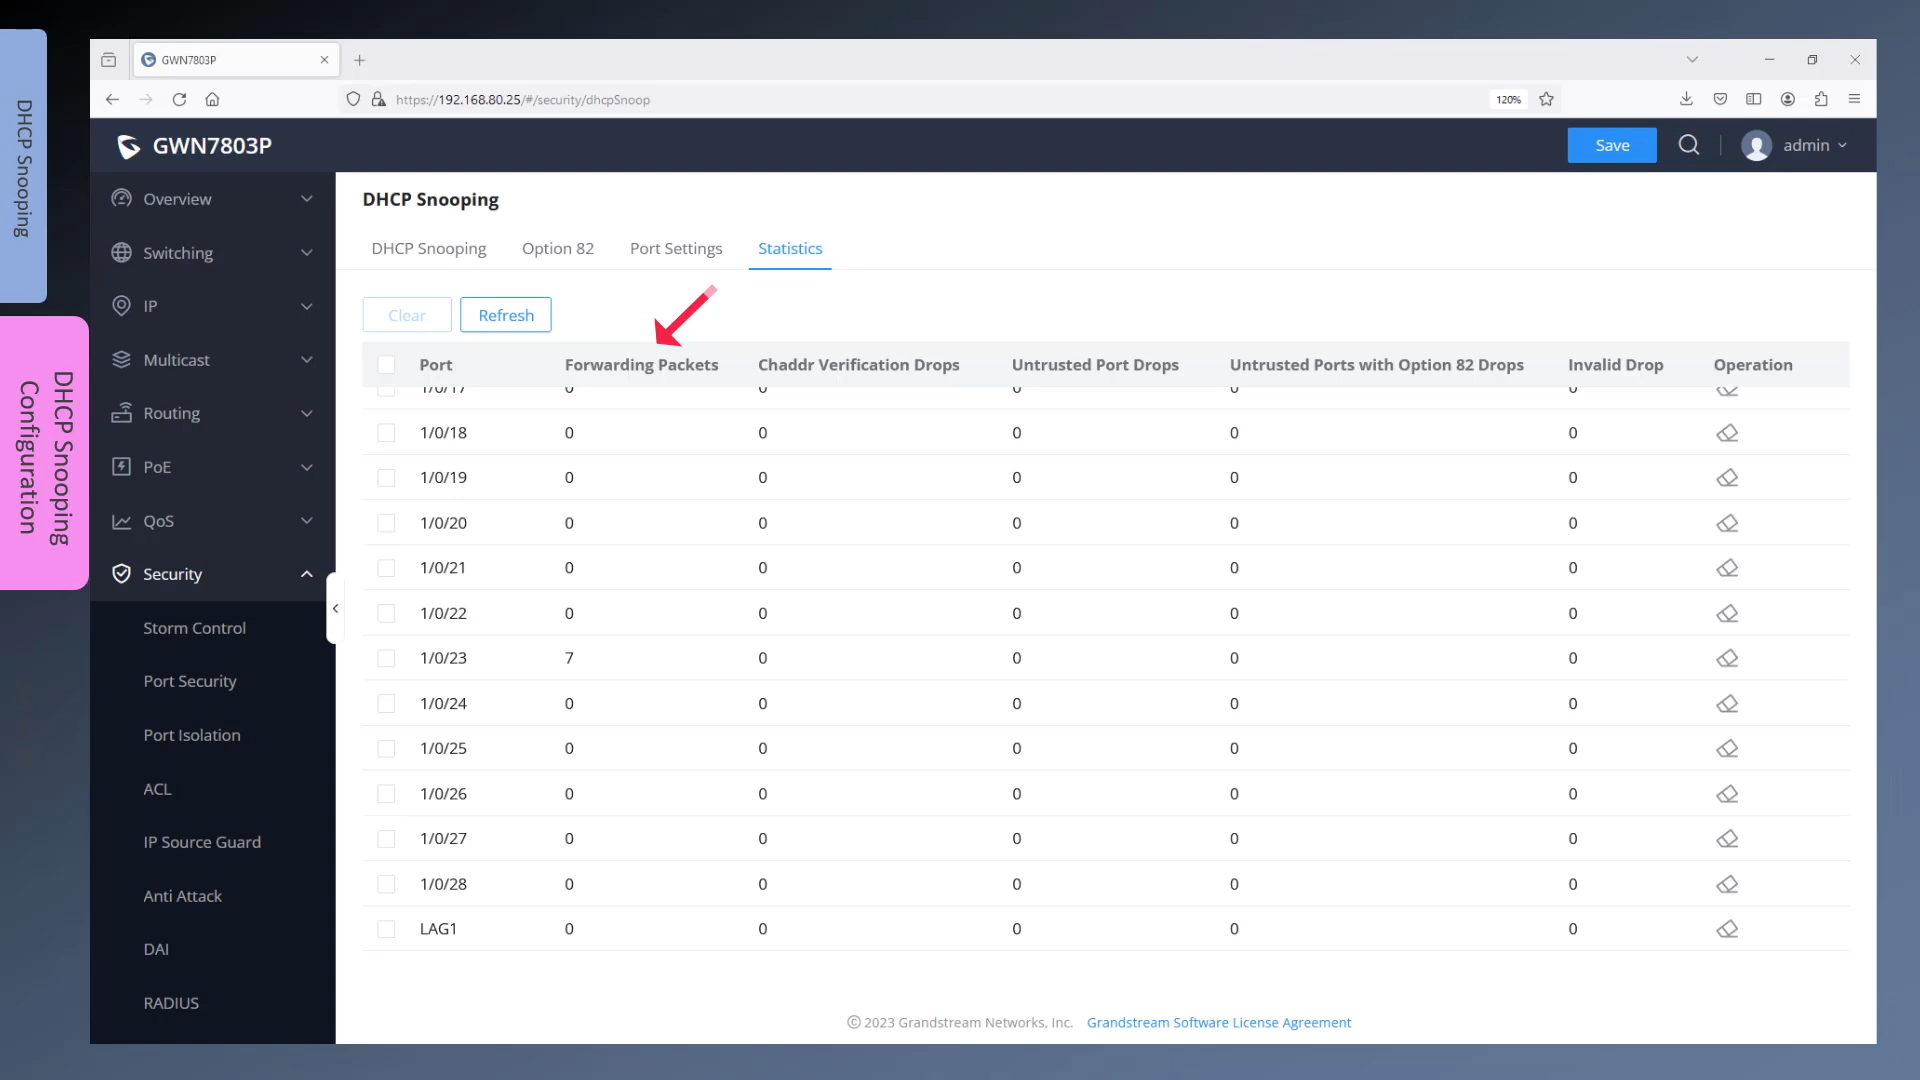 DHCP Snooping
DHCP Snooping
Configuration
GWN7803P
https://192.168.80.25/#/security/dhcpSnoop
120%
GWN7803P
Save
admin
Overview
Switching
IP
Multicast
Routing
PoE
QoS
Security
Storm Control
Port Security
Port Isolation
ACL
IP Source Guard
Anti Attack
DAI
RADIUS
DHCP Snooping
DHCP Snooping Option 82 Port Settings Statistics
Clear Refresh
Port Forwarding Packets Chaddr Verification Drops Untrusted Port Drops Untrusted Ports with Option 82 Drops Invalid Drop Operation
1/0/17 0 0 0 0 0
1/0/18 0 0 0 0 0
1/0/19 0 0 0 0 0
1/0/20 0 0 0 0 0
1/0/21 0 0 0 0 0
1/0/22 0 0 0 0 0
1/0/23 7 0 0 0 0
1/0/24 0 0 0 0 0
1/0/25 0 0 0 0 0
1/0/26 0 0 0 0 0
1/0/27 0 0 0 0 0
1/0/28 0 0 0 0 0
LAG1 0 0 0 0 0
© 2023 Grandstream Networks, Inc. Grandstream Software License Agreement